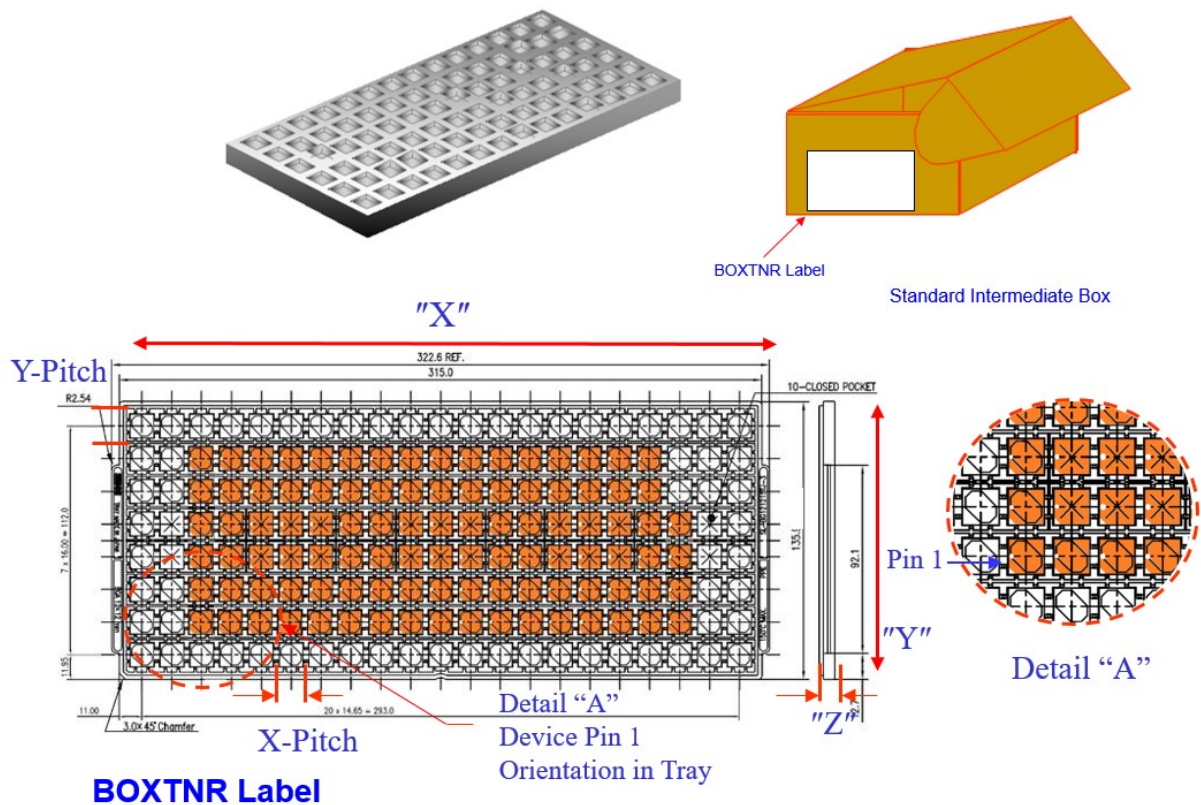 BOXTNR Label
Standard Intermediate Box
"X"
322.6 REF.
315.0
Y-Pitch
R2.54
10-CLOSED POCKET
7 x 16.00 = 112.0
135.
92.1
Pin 1
"Y"
11.95
Detail “A”
11.00
20 x 14.65 = 293.0
3.0X45°Chamfer
"Z"
Detail “A”
Device Pin 1
Orientation in Tray
X-Pitch
BOXTNR Label